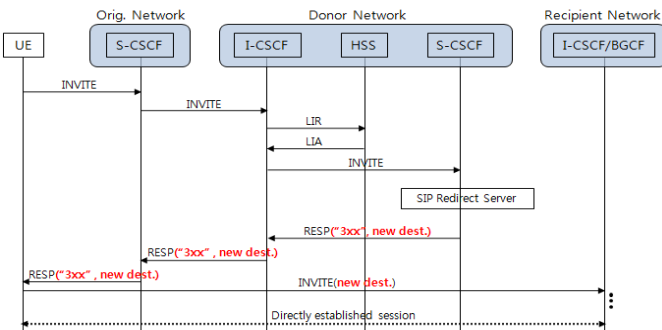 Orig. Network
Donor Network
Recipient Network
UE
S-CSCF
I-CSCF
HSS
S-CSCF
I-CSCF/BGCF
INVITE
INVITE
LIR
LIA
INVITE
SIP Redirect Server
RESP("3xx", new dest.)
RESP("3xx" , new dest.)
RESP("3xx" , new dest.)
INVITE(new dest.)
Directly established session